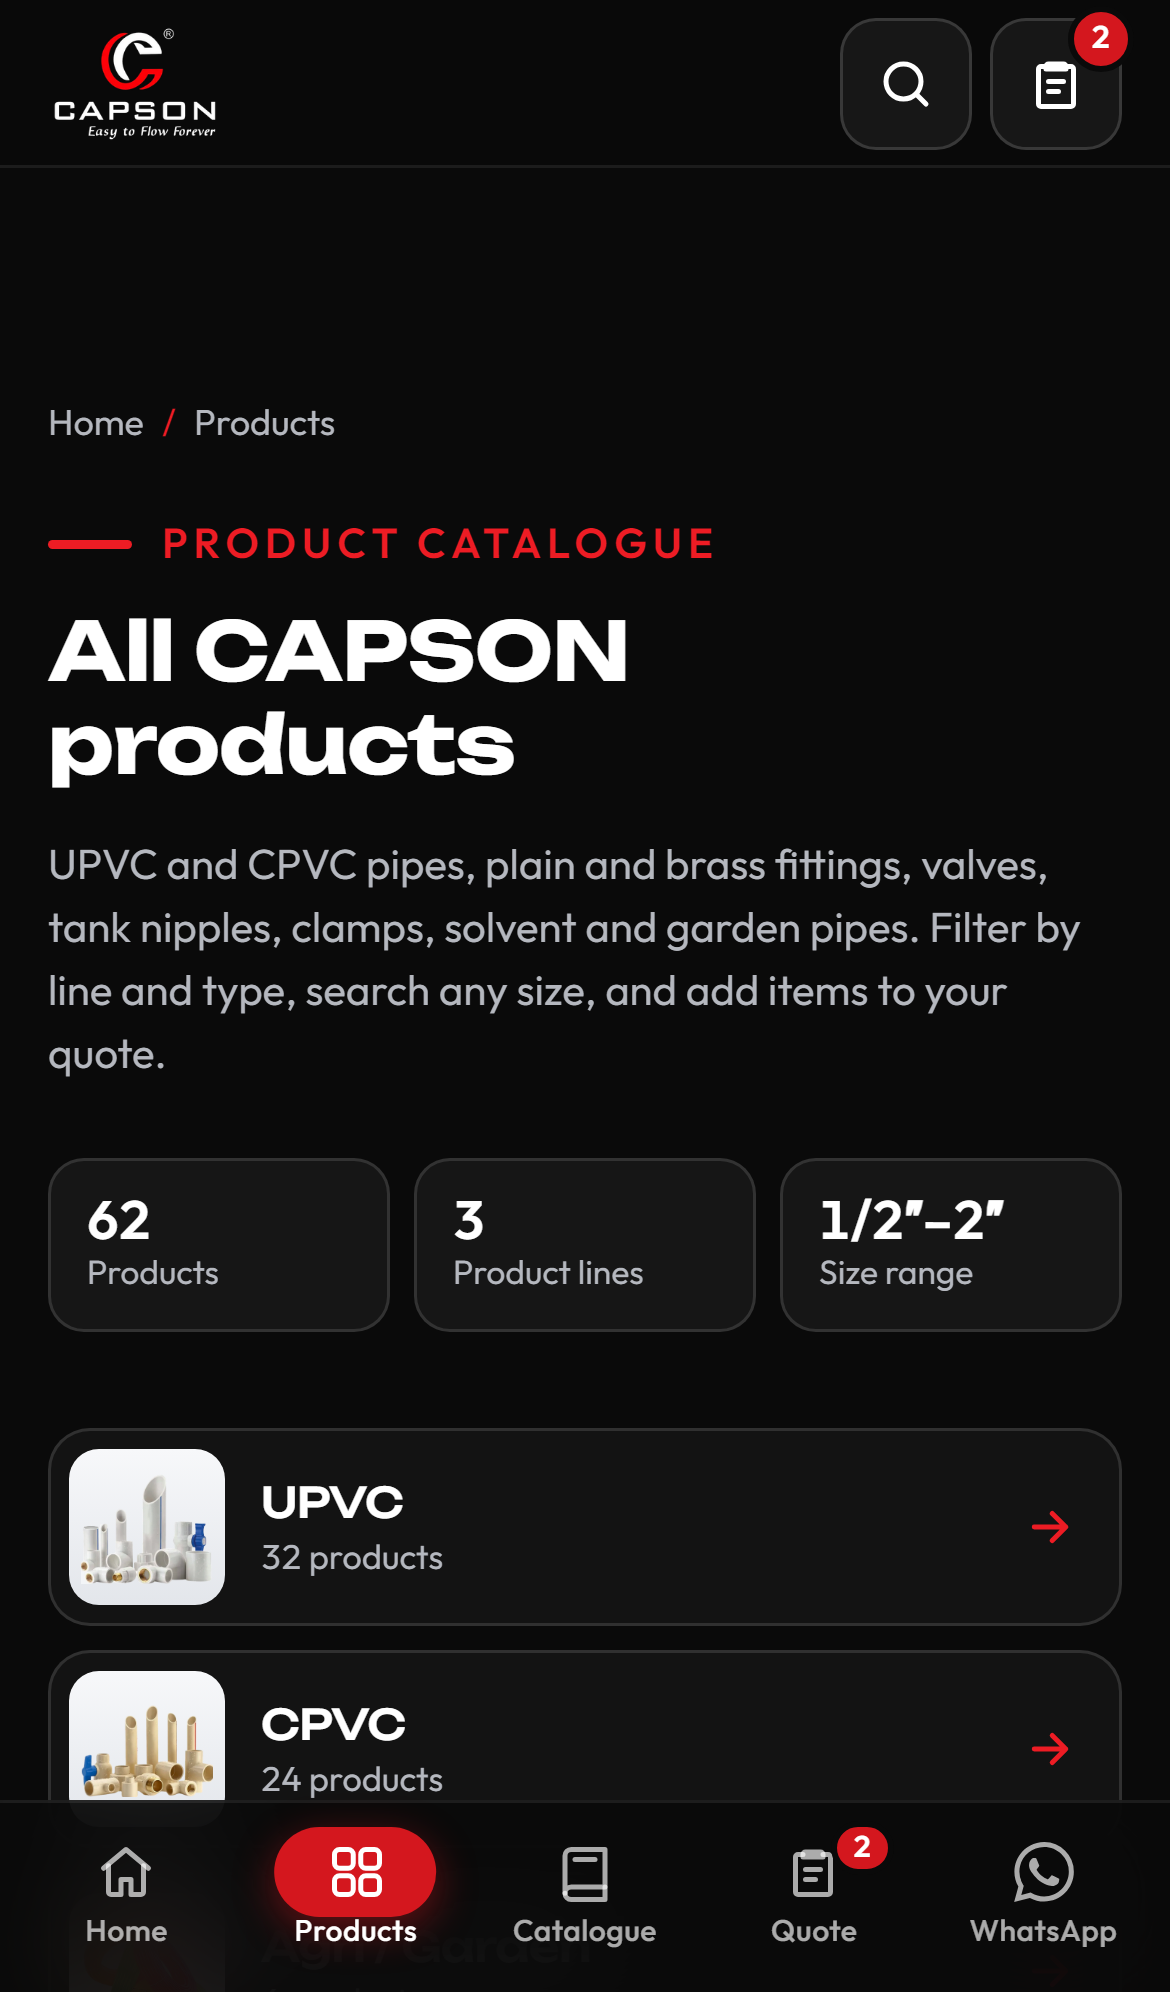 ®
CAPSON
Easy to Flow Forever
2
Home / Products
PRODUCT CATALOGUE
All CAPSON
products
UPVC and CPVC pipes, plain and brass fittings, valves,
tank nipples, clamps, solvent and garden pipes. Filter by
line and type, search any size, and add items to your
quote.
62
Products
3
Product lines
1/2″–2″
Size range
UPVC
32 products
CPVC
24 products
Agri / Garden
2
Home
Products
Catalogue
Quote
WhatsApp